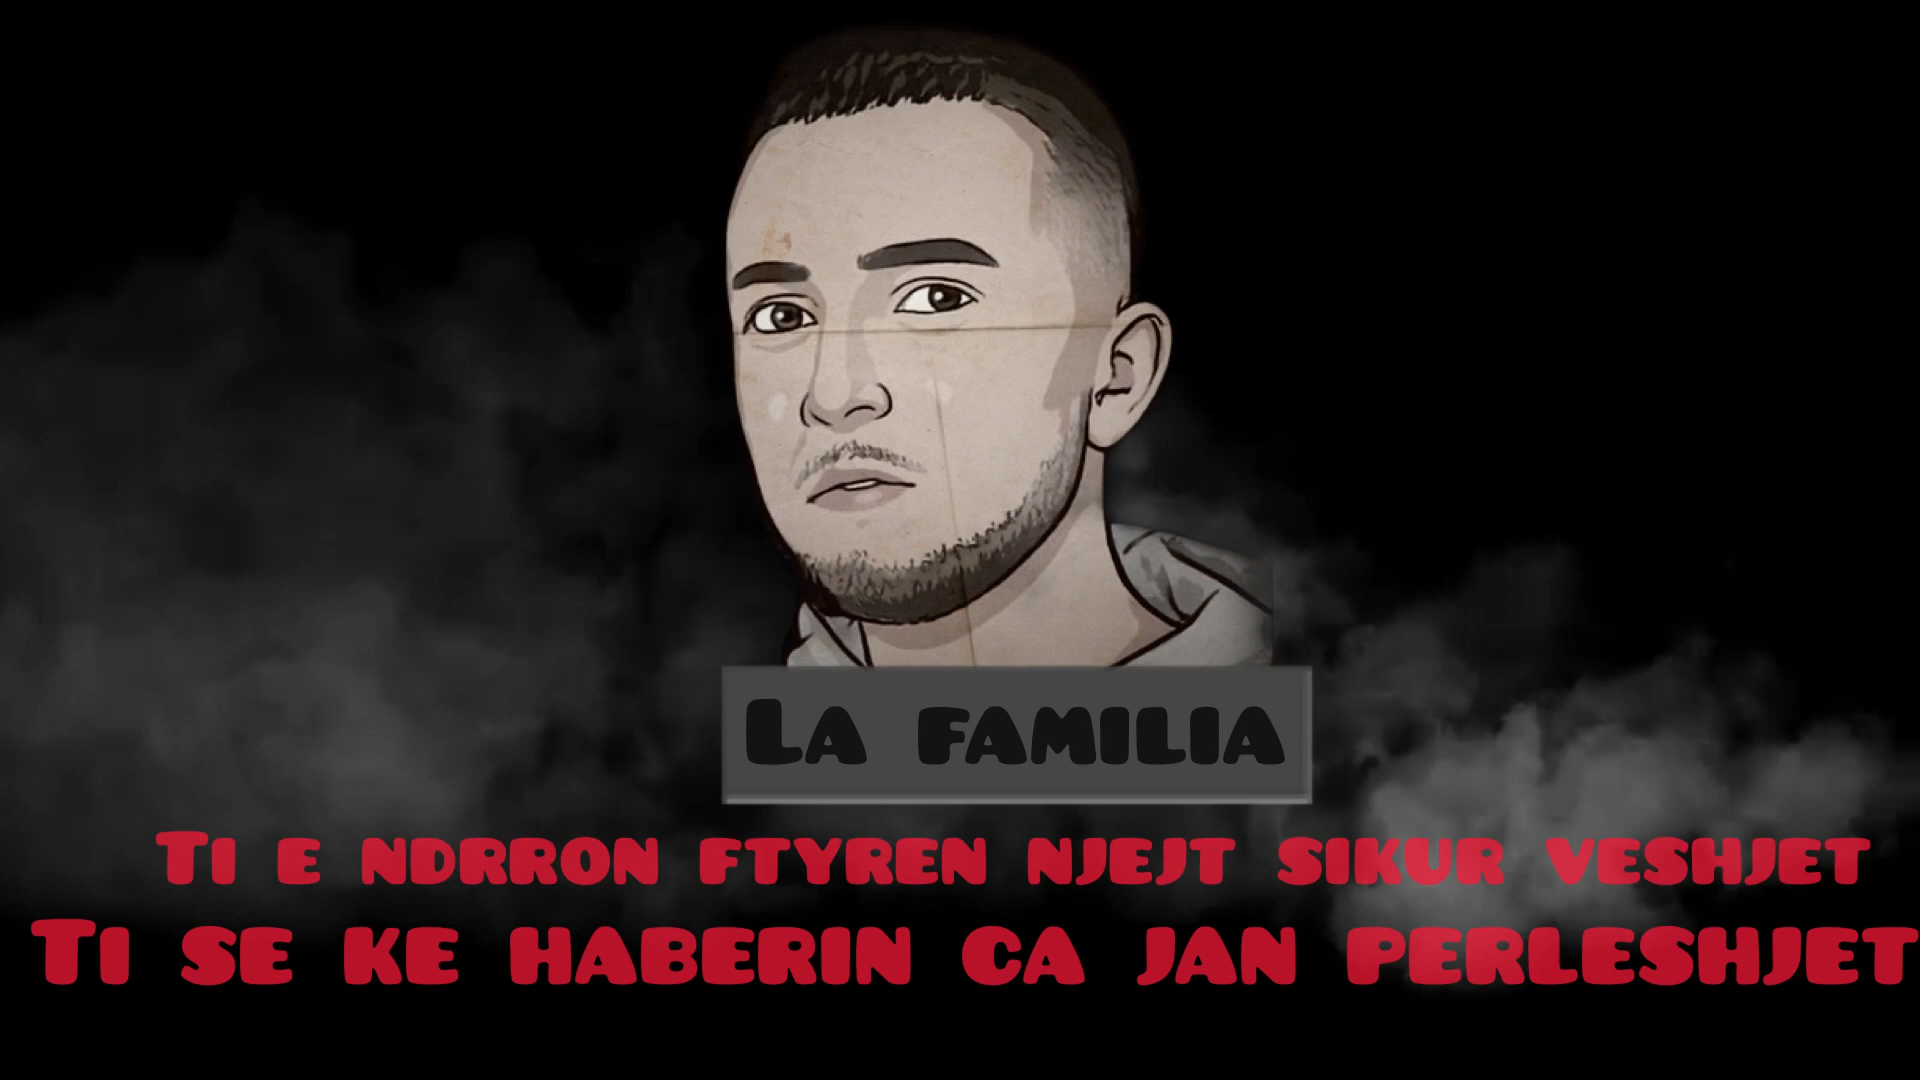 La familia
Ti e ndrron ftyren njejt sikur veshjet
Ti se ke haberin ca jan perleshjet